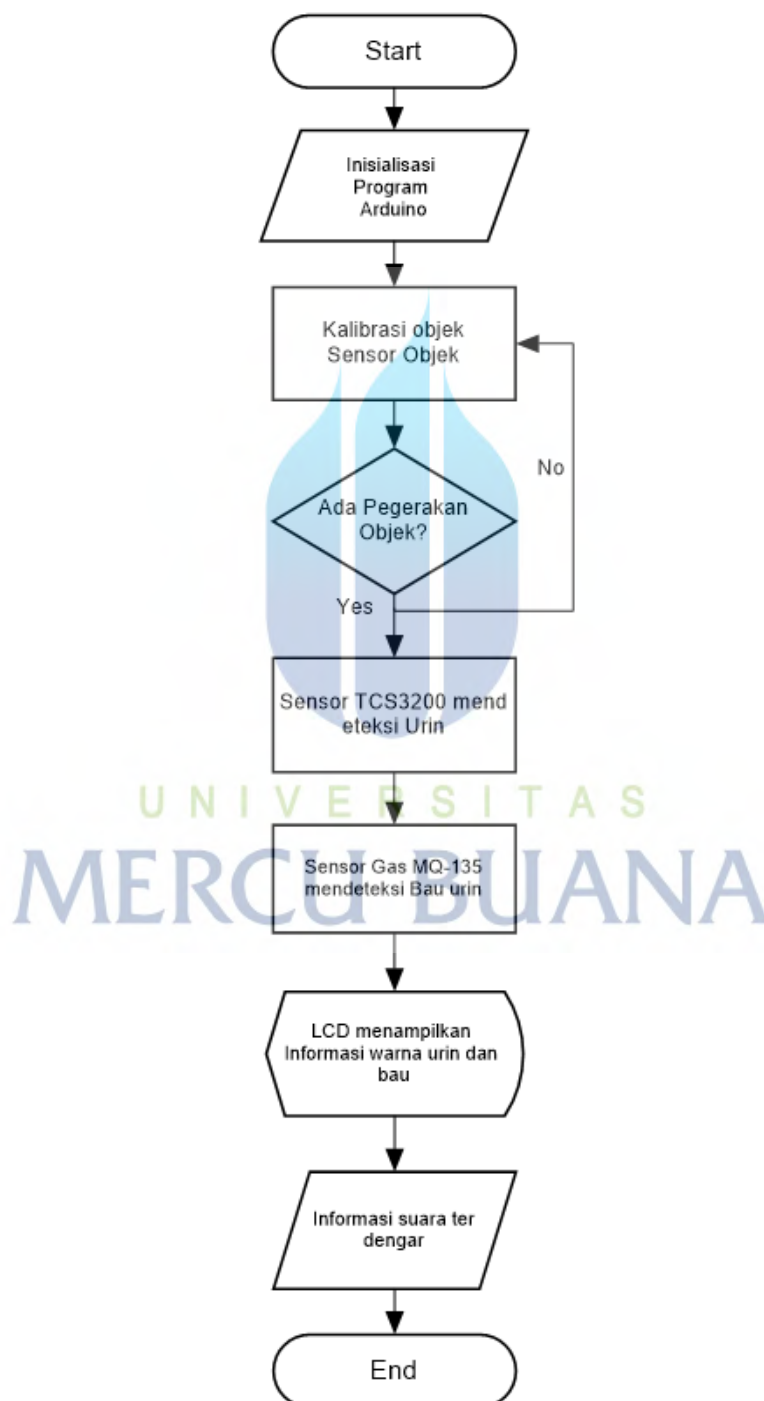 Start
Inisialisasi
Program
Arduino
Kalibrasi objek
Sensor Objek
Ada Pegerakan
Objek?
No
Yes
Sensor TCS3200 mend
eteksi Urin
UNIVERSITAS
Sensor Gas MQ-135
mendeteksi Bau urin
MERCU BUANA
LCD menampilkan
Informasi warna urin dan
bau
Informasi suara ter
dengar
End